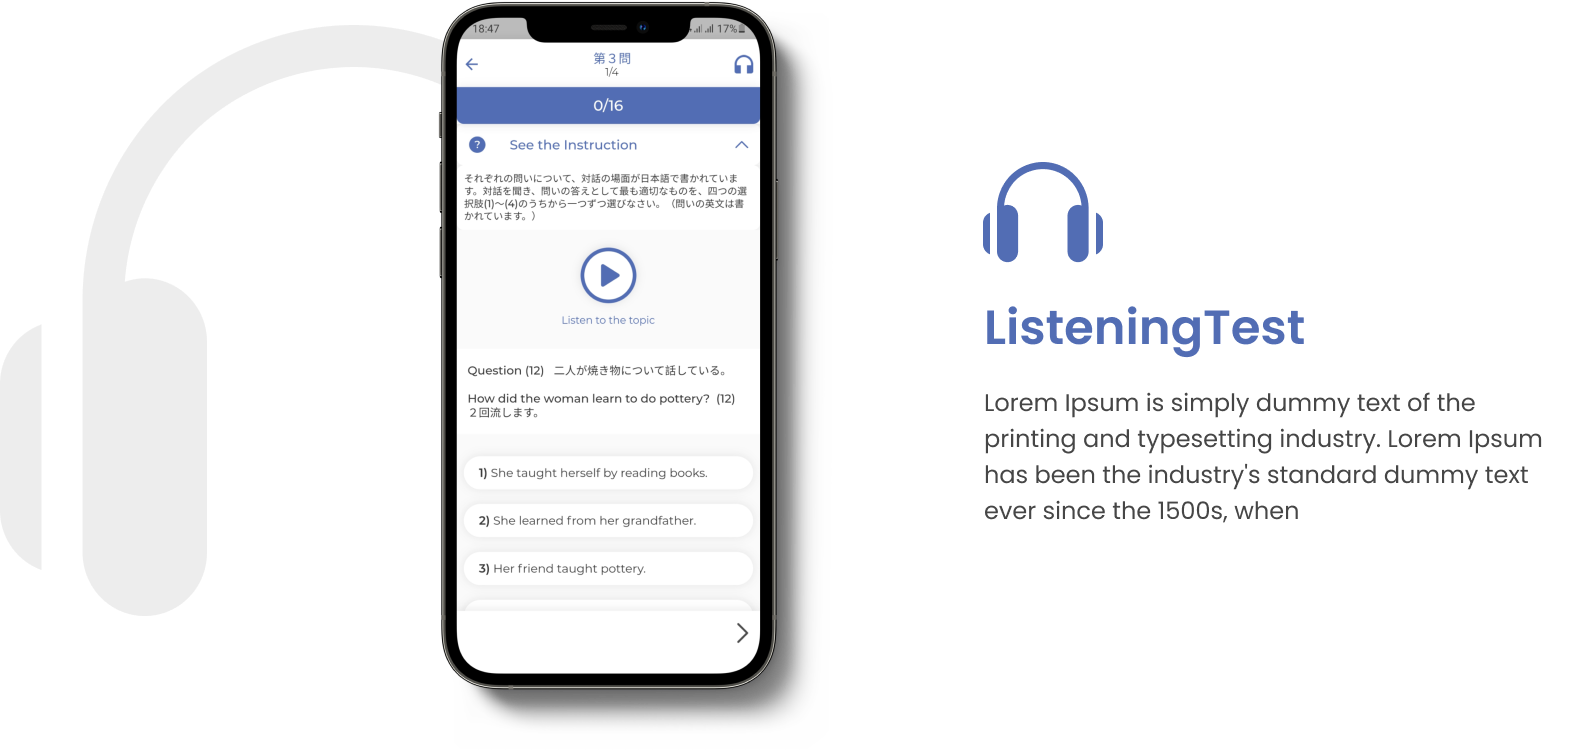 18:47
17%
第３問
1/4
0/16
?
See the Instruction
それぞれの問いについて、対話の場面が日本語で書かれていま
す。対話を聞き、問いの答えとして最も適切なものを、四つの選
択肢(1)〜(4)のうちから一つずつ選びなさい。（問いの英文は書
かれています。）
Listen to the topic
Question (12) 二人が焼き物について話している。
How did the woman learn to do pottery? (12)
２回流します。
1) She taught herself by reading books.
2) She learned from her grandfather.
3) Her friend taught pottery.
ListeningTest
Lorem Ipsum is simply dummy text of the
printing and typesetting industry. Lorem Ipsum
has been the industry's standard dummy text
ever since the 1500s, when